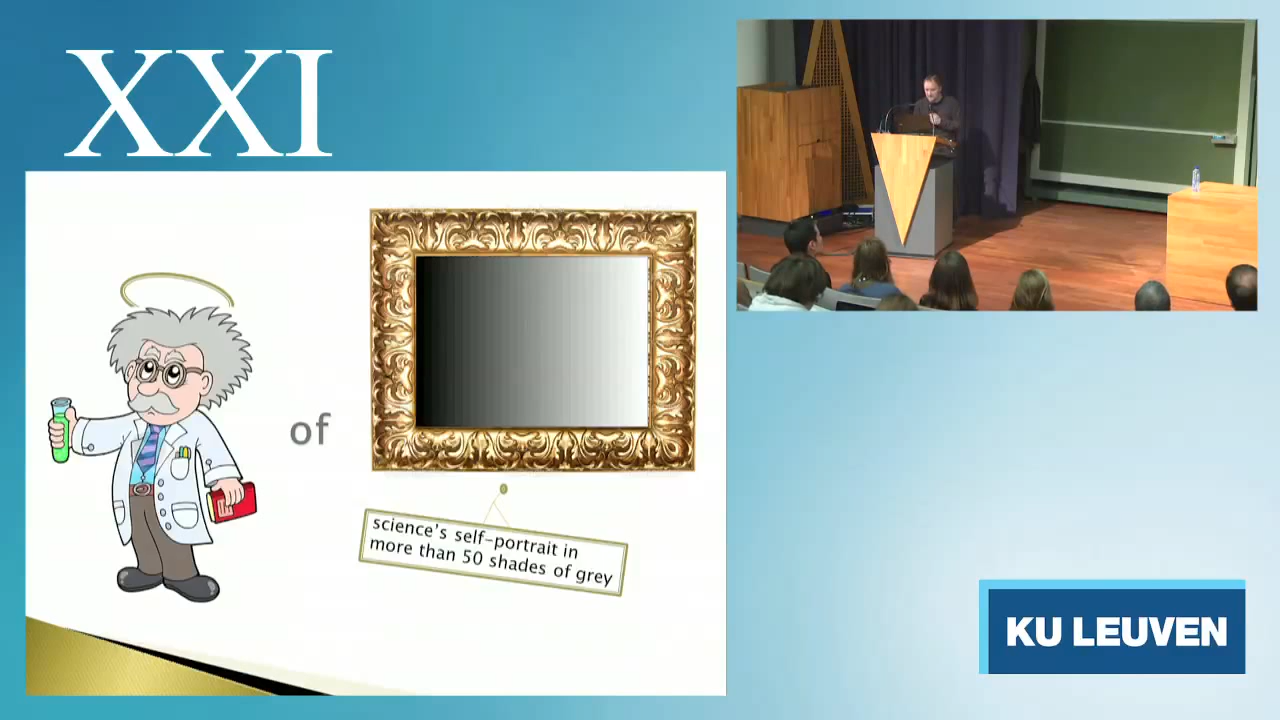 XXI
of
science's self-portrait in
more than 50 shades of grey
KU LEUVEN